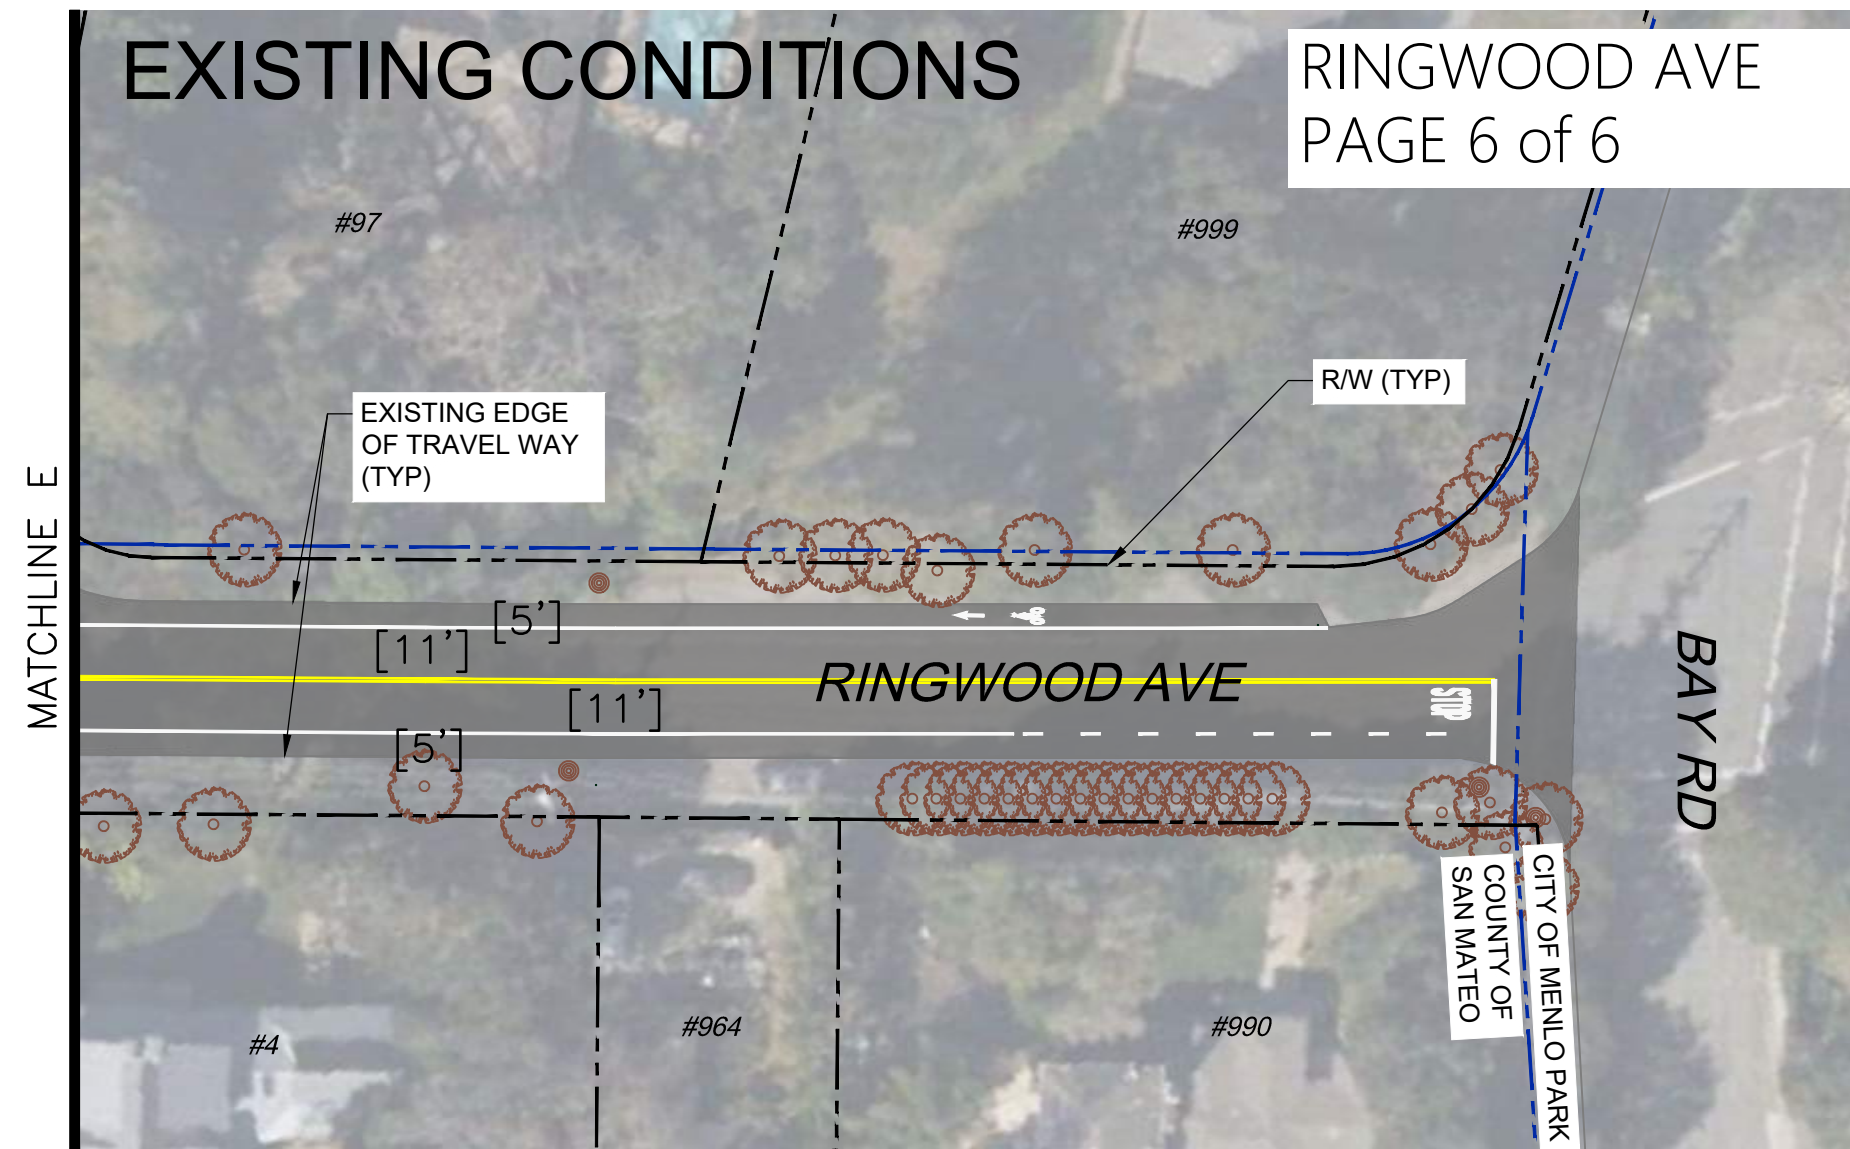 EXISTING CONDITIONS
RINGWOOD AVE
PAGE 6 of 6
#97
#999
R/W (TYP)
EXISTING EDGE
OF TRAVEL WAY
(TYP)
MATCHLINE E
[5']
[11']
RINGWOOD AVE
[11']
STOP
[5']
BAY RD
COUNTY OF
SAN MATEO
CITY OF MENLO PARK
#4
#964
#990